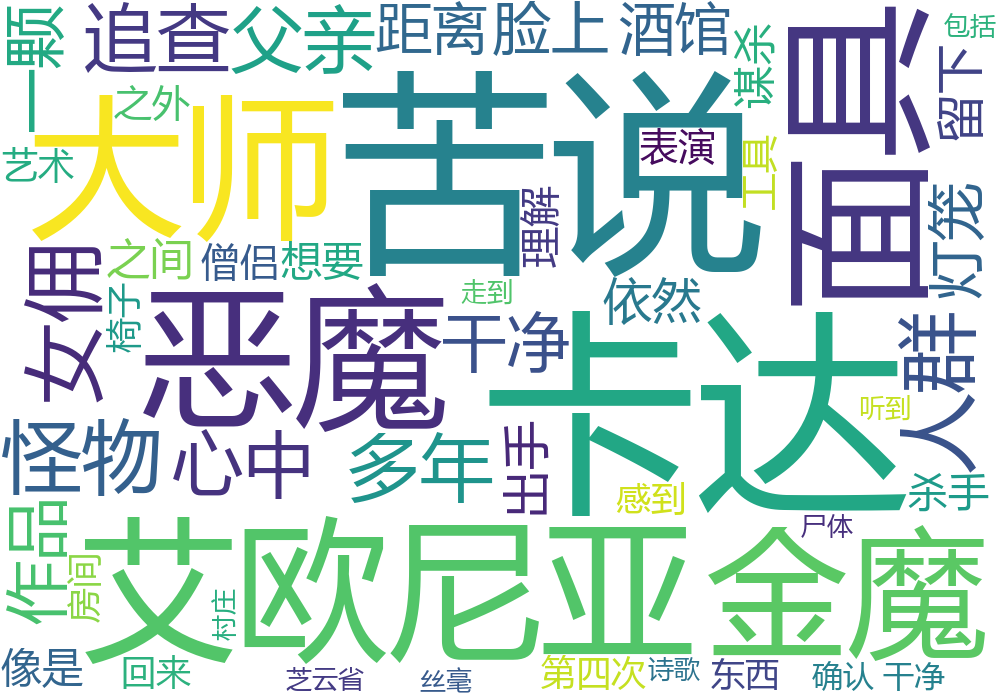 一颗
追查
父亲
距离
脸上
酒馆
谋杀
面具
包括
留下
之外
大师
苦说
表演
工具
艺术
理解
灯笼
女佣
之间
僧侣
想要
走到
依然
椅子
恶魔
干净
卡达
人群
听到
怪物
心中
多年
出手
感到
杀手
尸体
作品
房间
艾欧尼亚
金魔
村庄
像是
回来
芝云省
丝毫
第四次
诗歌
东西
确认
干净